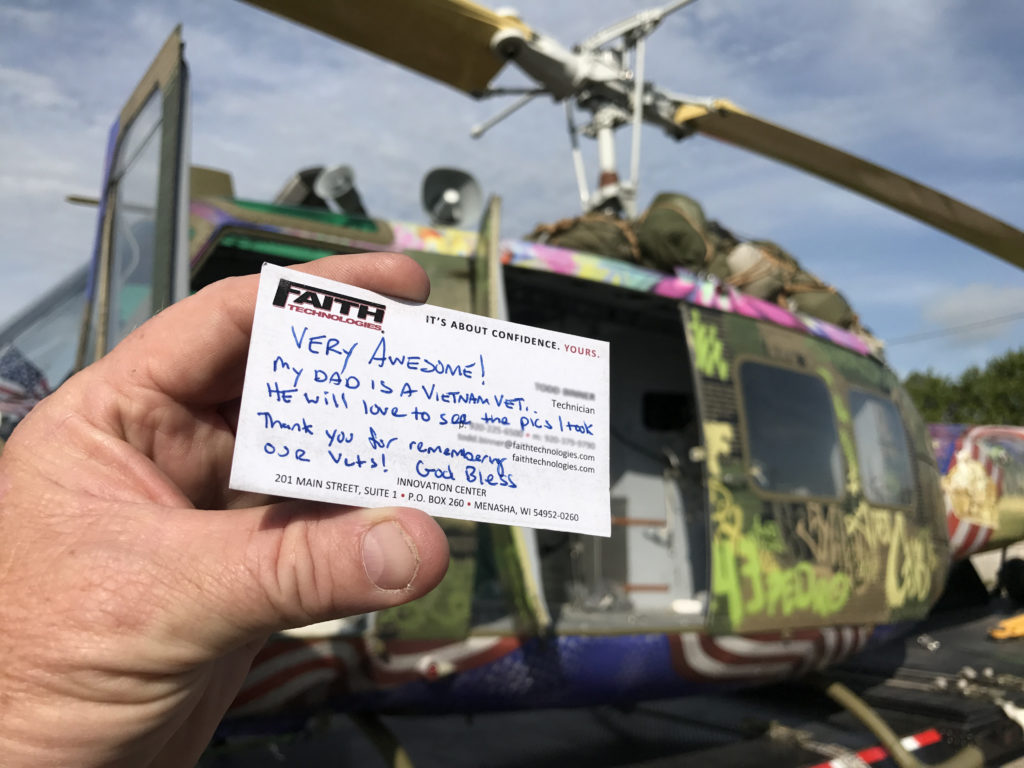 FAITH
TECHNOLOGIES
IT'S ABOUT CONFIDENCE. YOURS.
VERY AWESOME!
MY DAD IS A VIETNAM VET..
HE WILL LOVE TO SEE the PICS I took
Thank you for remembering
OUR Vets! God Bless
Technician
@faithtechnologies.com
faithtechnologies.com
INNOVATION CENTER
201 MAIN STREET, SUITE 1 • P.O. BOX 260 • MENASHA, WI 54952-0260